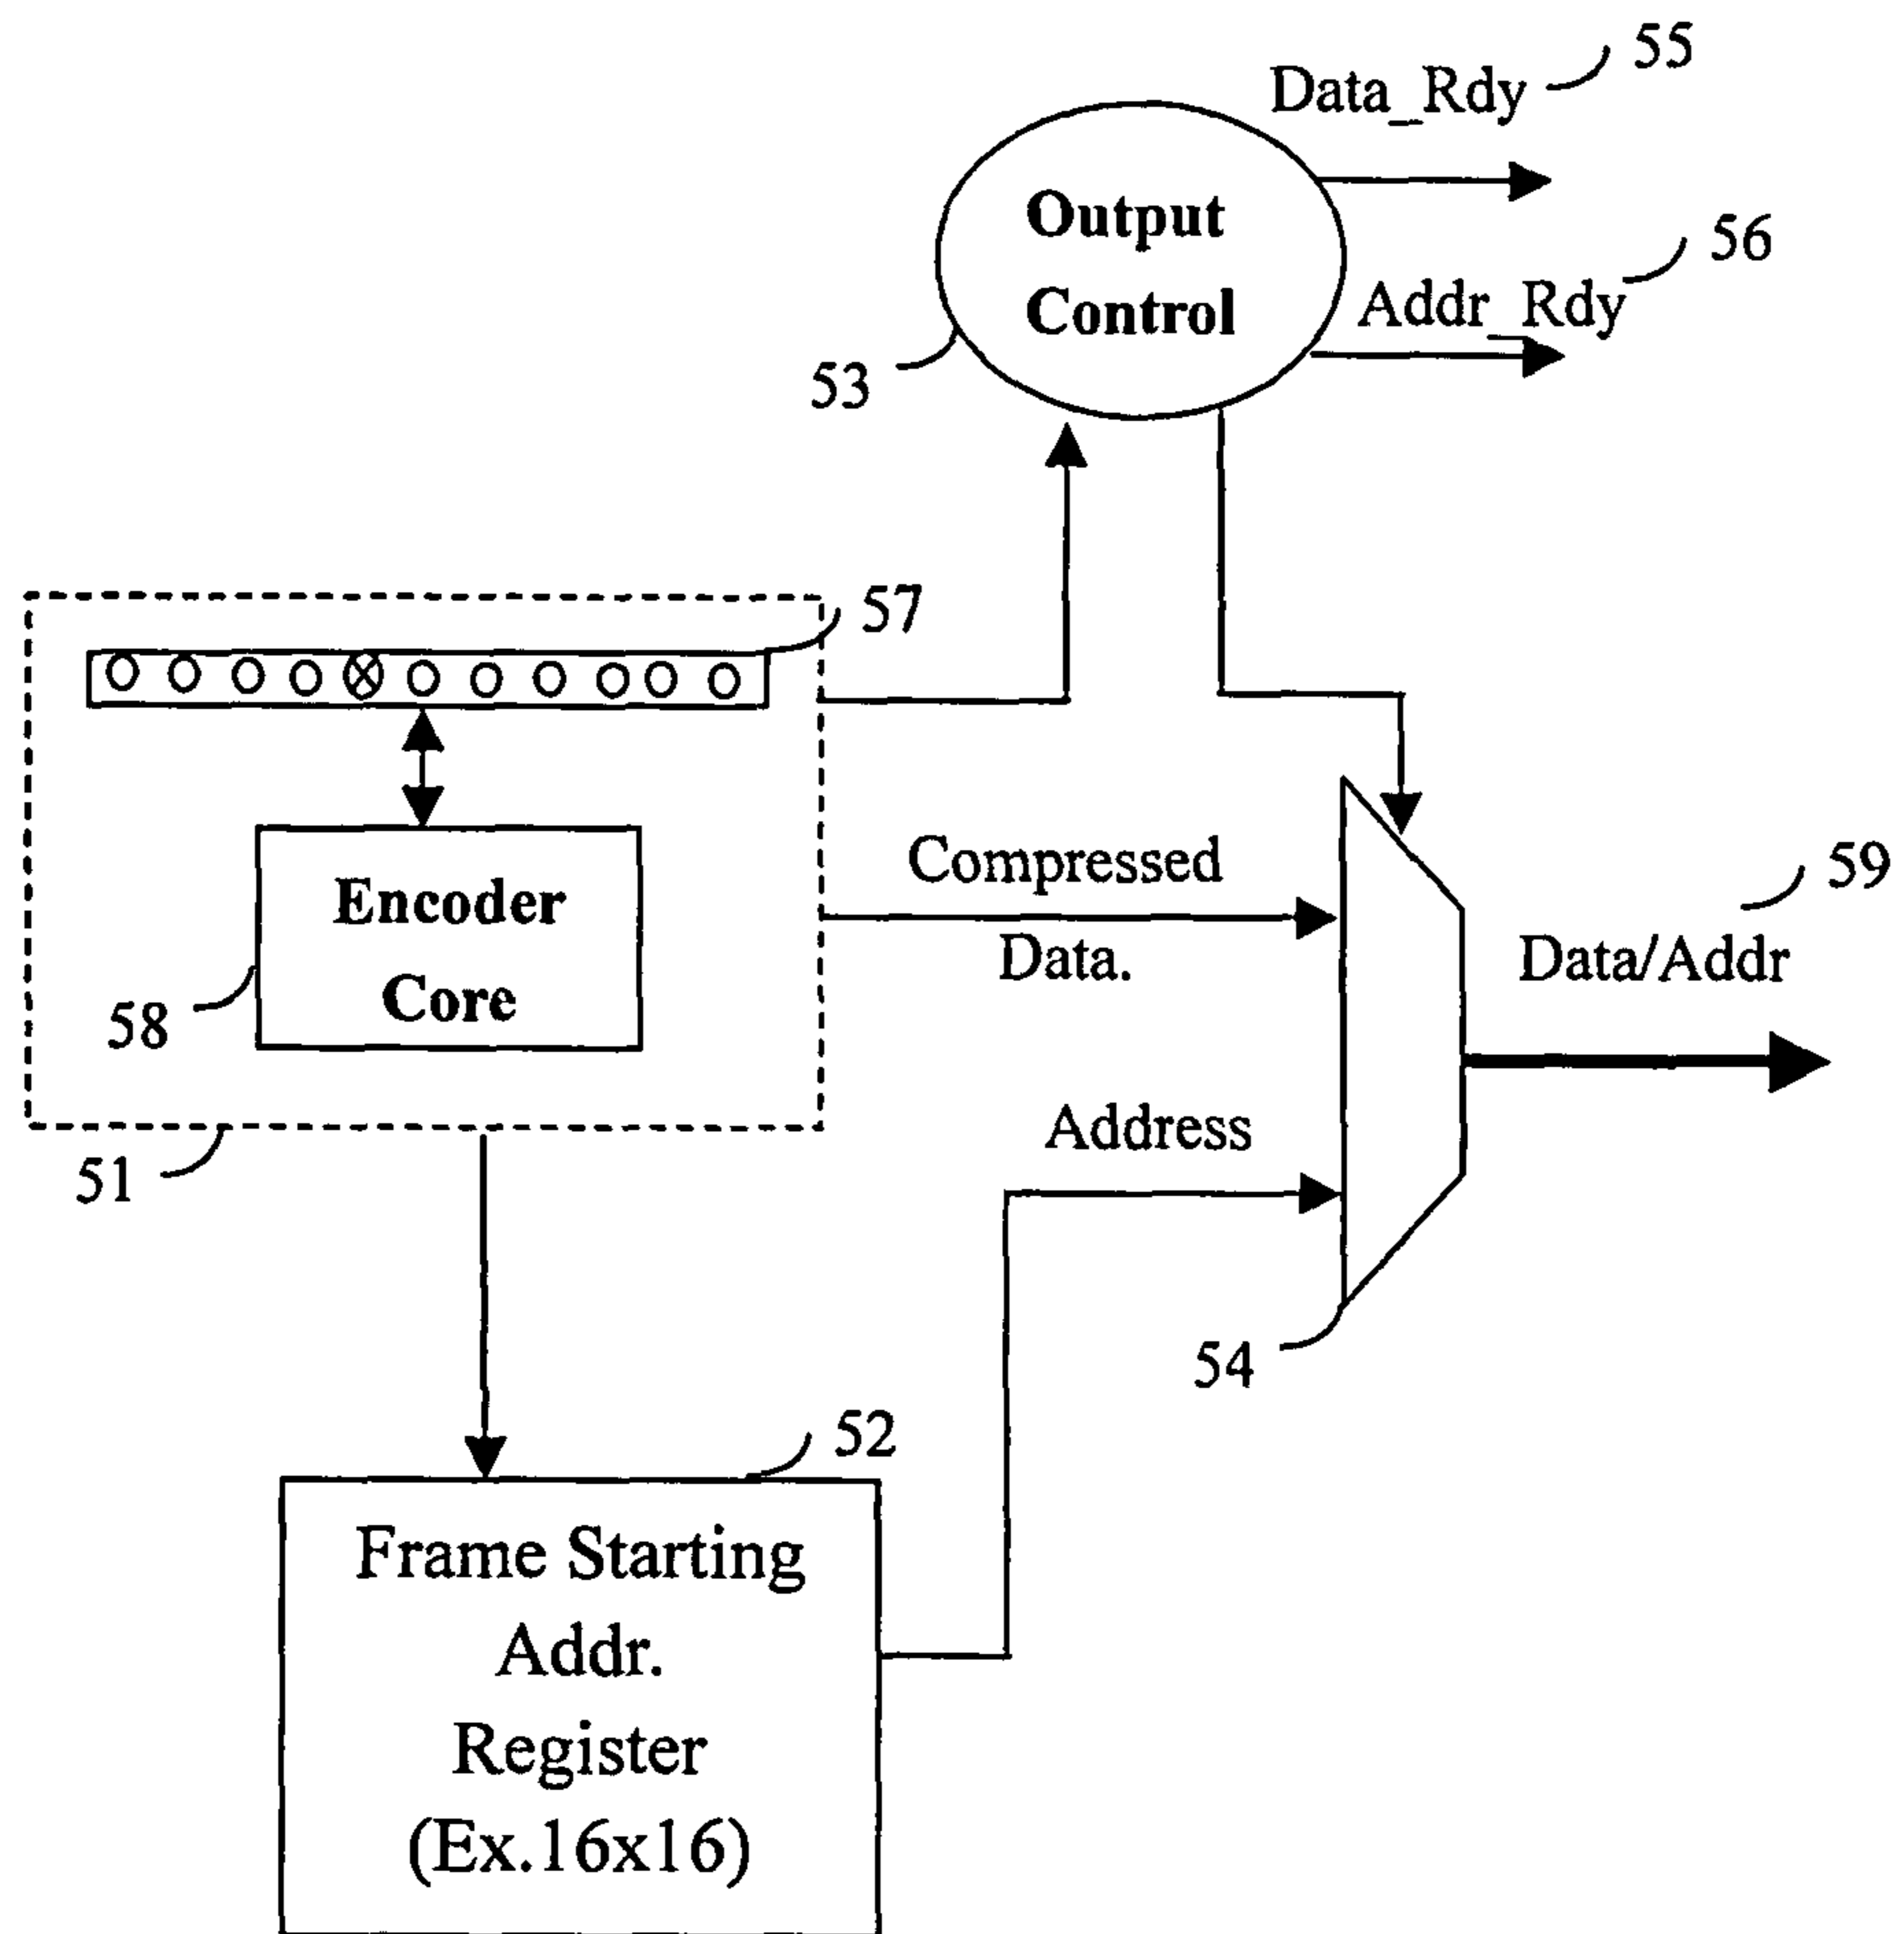 55
Data_Rdy
Output
Control
56
Addr_Rdy
53
57
Encoder
Core
58
Compressed
Data.
59
Data/Addr
51
Address
54
52
Frame Starting
Addr.
Register
(Ex.16x16)